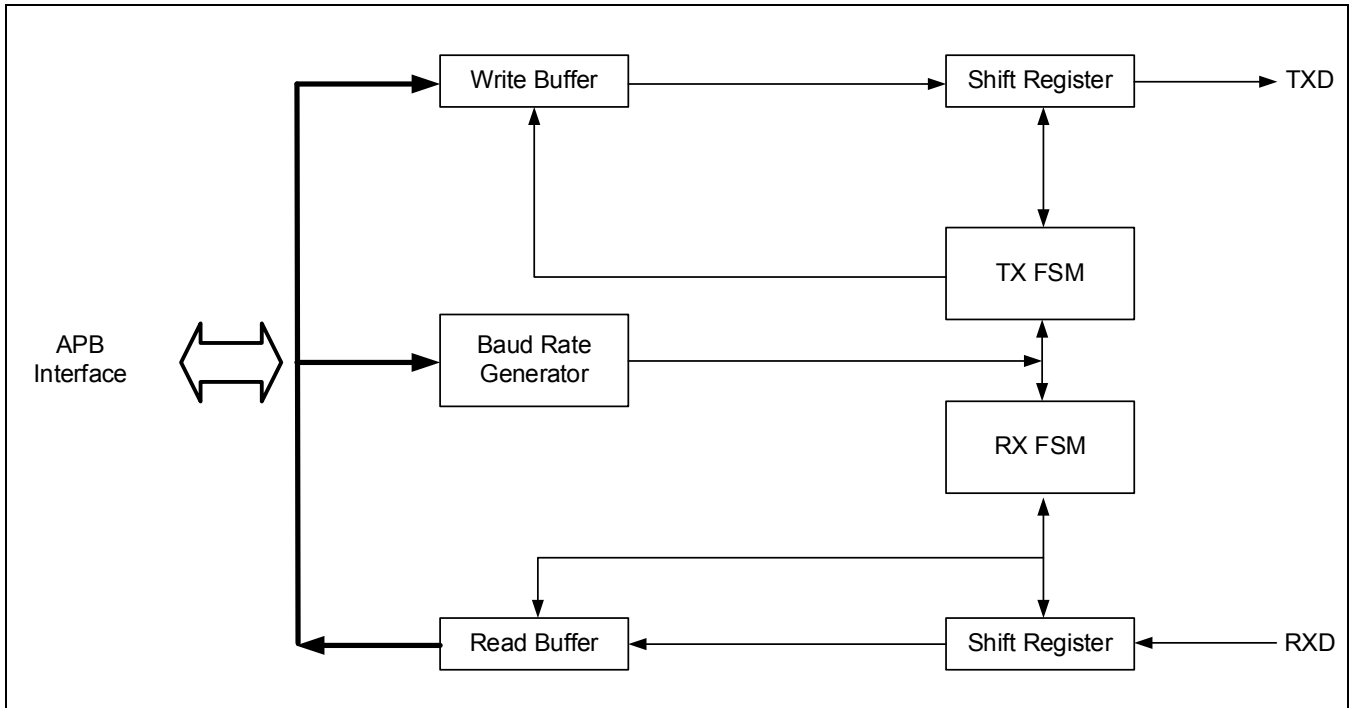 Write Buffer
Shift Register
TXD
TX FSM
APB
Interface
Baud Rate
Generator
RX FSM
Read Buffer
Shift Register
RXD